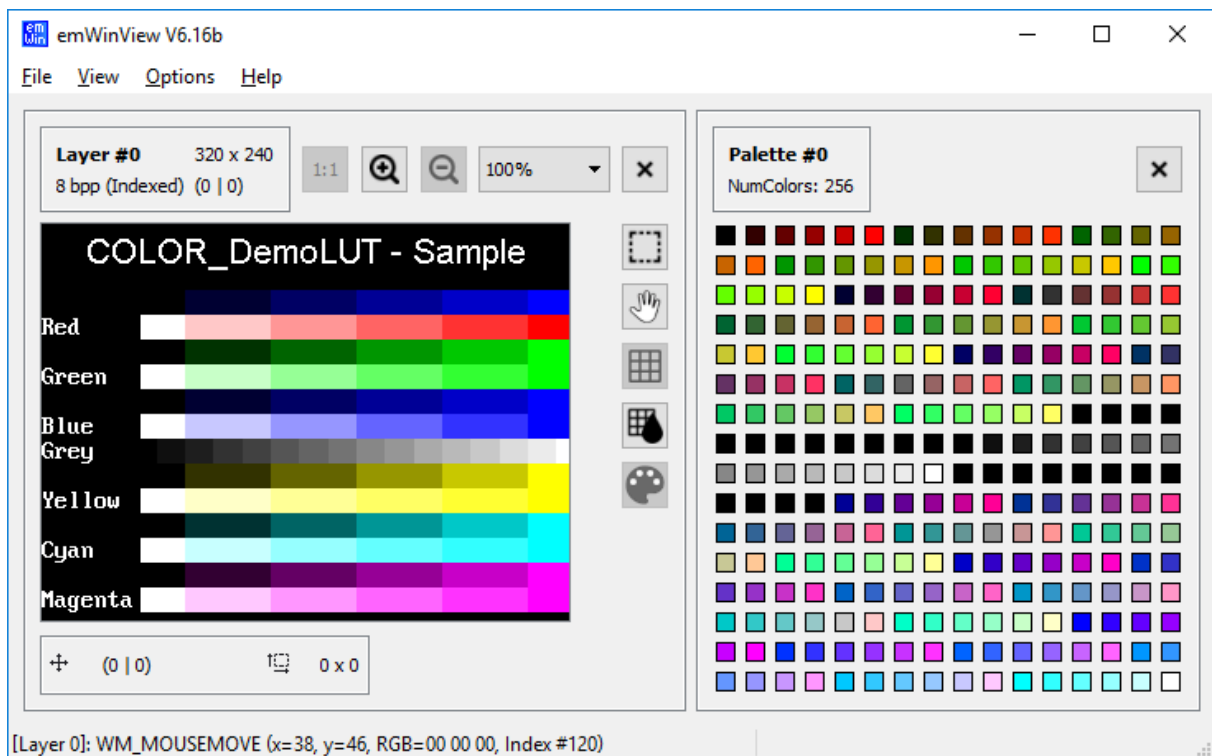 em Win emWinView V6.16b
File View Options Help
Layer #0 320 x 240
8 bpp (Indexed) (0 | 0)
1:1
100%
Palette #0
NumColors: 256
COLOR_DemoLUT - Sample
Red
Green
Blue
Grey
Yellow
Cyan
Magenta
(0 | 0) 0 x 0
[Layer 0]: WM_MOUSEMOVE (x=38, y=46, RGB=00 00 00, Index #120)